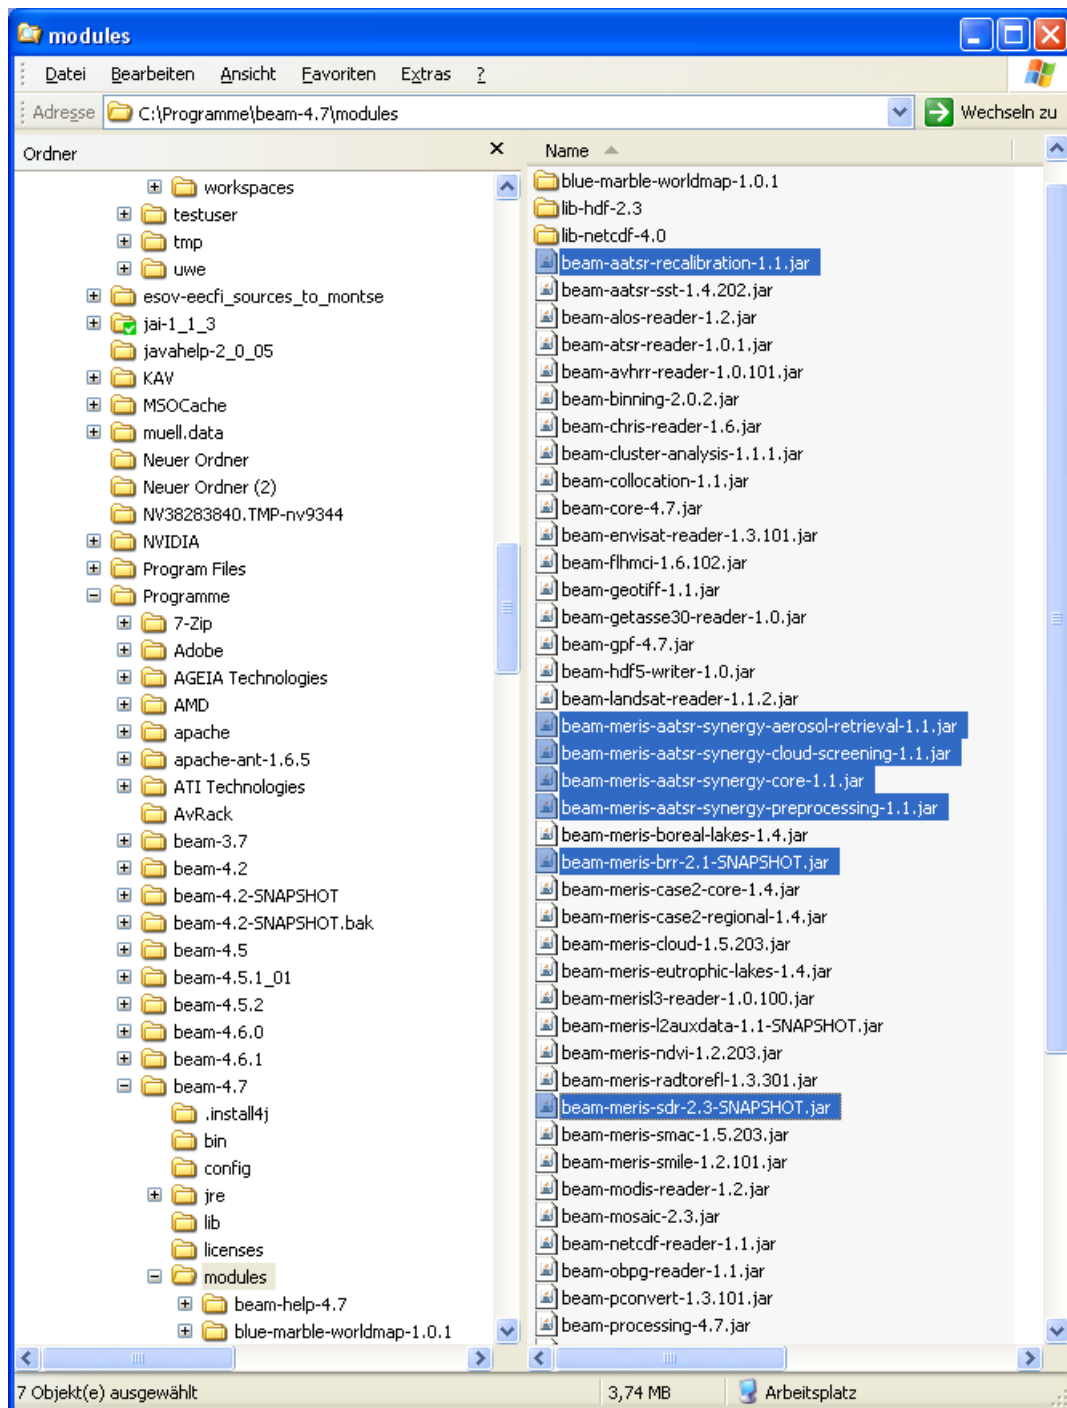 modules
Datei Bearbeiten Ansicht Favoriten Extras ?
Adresse C:\Programme\beam-4.7\modules Wechseln zu
Ordner
workspaces
testuser
tmp
uwe
esov-eecfi_sources_to_montse
jai-1_1_3
javahelp-2_0_05
KAV
MSOCache
muell.data
Neuer Ordner
Neuer Ordner (2)
NV38283840.TMP-nv9344
NVIDIA
Program Files
Programme
7-Zip
Adobe
AGEIA Technologies
AMD
apache
apache-ant-1.6.5
ATI Technologies
AvRack
beam-3.7
beam-4.2
beam-4.2-SNAPSHOT
beam-4.2-SNAPSHOT.bak
beam-4.5
beam-4.5.1_01
beam-4.5.2
beam-4.6.0
beam-4.6.1
beam-4.7
.install4j
bin
config
jre
lib
licenses
modules
beam-help-4.7
blue-marble-worldmap-1.0.1
Name
blue-marble-worldmap-1.0.1
lib-hdf-2.3
lib-netcdf-4.0
beam-aatsr-recalibration-1.1.jar
beam-aatsr-sst-1.4.202.jar
beam-alos-reader-1.2.jar
beam-atsr-reader-1.0.1.jar
beam-avhrr-reader-1.0.101.jar
beam-binning-2.0.2.jar
beam-chris-reader-1.6.jar
beam-cluster-analysis-1.1.1.jar
beam-collocation-1.1.jar
beam-core-4.7.jar
beam-envisat-reader-1.3.101.jar
beam-flhmci-1.6.102.jar
beam-geotiff-1.1.jar
beam-getasse30-reader-1.0.jar
beam-gpf-4.7.jar
beam-hdf5-writer-1.0.jar
beam-landsat-reader-1.1.2.jar
beam-meris-aatsr-synergy-aerosol-retrieval-1.1.jar
beam-meris-aatsr-synergy-cloud-screening-1.1.jar
beam-meris-aatsr-synergy-core-1.1.jar
beam-meris-aatsr-synergy-preprocessing-1.1.jar
beam-meris-boreal-lakes-1.4.jar
beam-meris-brr-2.1-SNAPSHOT.jar
beam-meris-case2-core-1.4.jar
beam-meris-case2-regional-1.4.jar
beam-meris-cloud-1.5.203.jar
beam-meris-eutrophic-lakes-1.4.jar
beam-merisl3-reader-1.0.100.jar
beam-meris-l2auxdata-1.1-SNAPSHOT.jar
beam-meris-ndvi-1.2.203.jar
beam-meris-radtorefl-1.3.301.jar
beam-meris-sdr-2.3-SNAPSHOT.jar
beam-meris-smac-1.5.203.jar
beam-meris-smile-1.2.101.jar
beam-modis-reader-1.2.jar
beam-mosaic-2.3.jar
beam-netcdf-reader-1.1.jar
beam-obpg-reader-1.1.jar
beam-pconvert-1.3.101.jar
beam-processing-4.7.jar
7 Objekt(e) ausgewählt 3,74 MB Arbeitsplatz